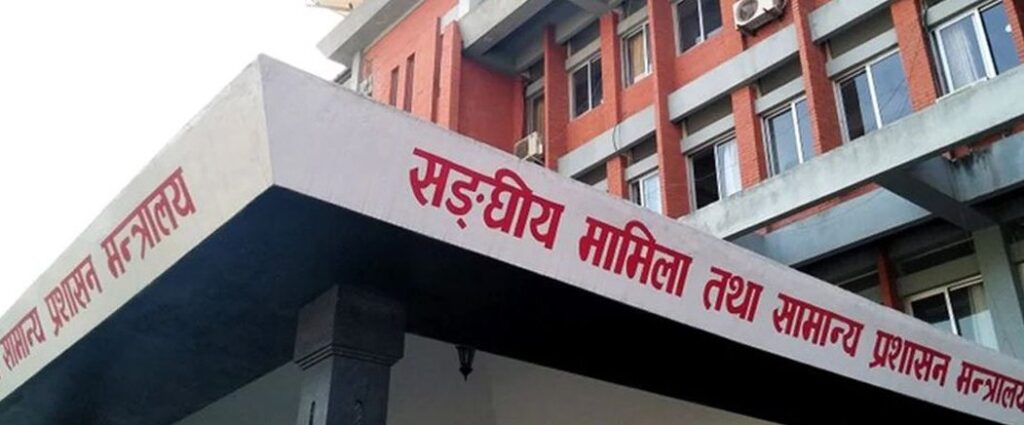 सामान्य प्रशासन मन्त्रालय
सङ्घीय मामिला तथा सामान्य प्रशासन मन्त्रालय